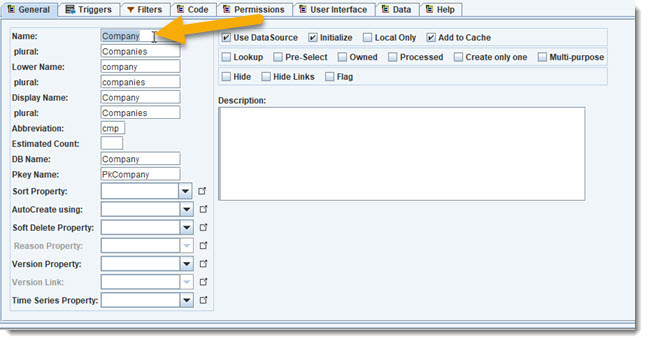 General Triggers Filters Code Permissions User Interface Data Help
Name: Company
plural: Companies
Lower Name: company
plural: companies
Display Name: Company
plural: Companies
Abbreviation: cmp
Estimated Count:
DB Name: Company
Pkey Name: PkCompany
Sort Property:
AutoCreate using:
Soft Delete Property:
Reason Property:
Version Property:
Version Link:
Time Series Property:
Use DataSource Initialize Local Only Add to Cache
Lookup Pre-Select Owned Processed Create only one Multi-purpose
Hide Hide Links Flag
Description: